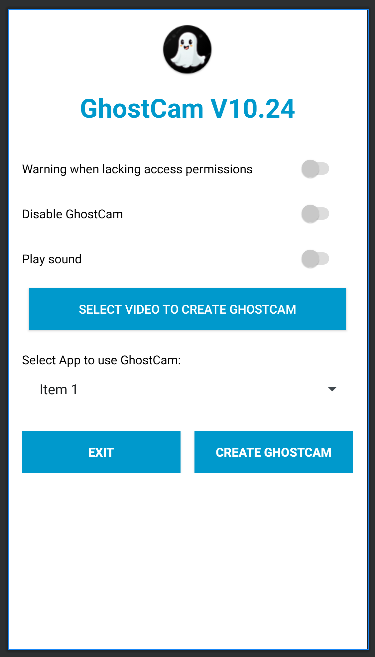 GhostCam V10.24
Warning when lacking access permissions
Disable GhostCam
Play sound
SELECT VIDEO TO CREATE GHOSTCAM
Select App to use GhostCam:
Item 1
EXIT
CREATE GHOSTCAM